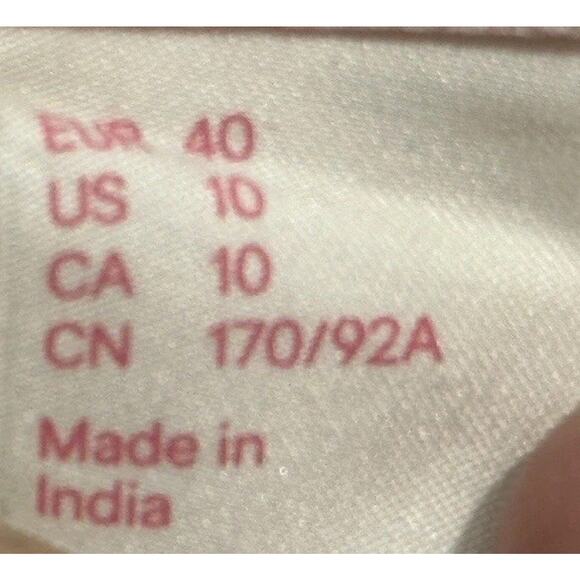 EUR 40
US 10
CA 10
CN 170/92A
Made in
India